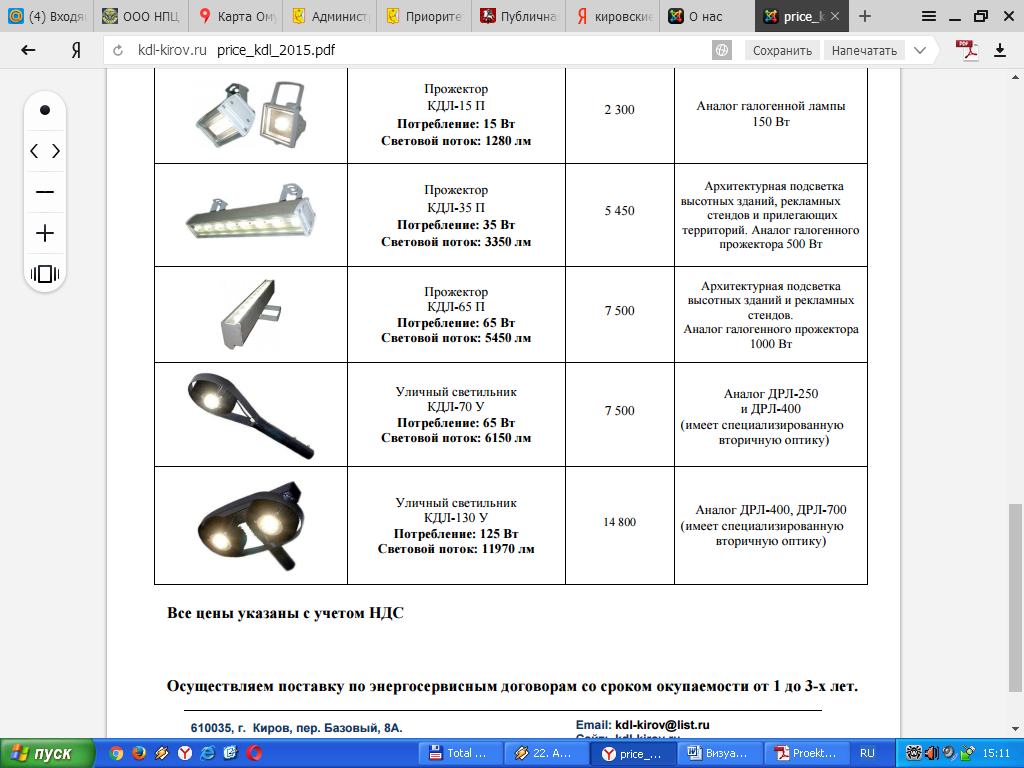 (4) Входя
ООО НПЦ
Карта Ому
Админист
Приорите
Публична
кировские
О нас
price_k
kdl-kirov.ru price_kdl_2015.pdf
Сохранить
Напечатать
Прожектор
КДЛ-15 П
Потребление: 15 Вт
Световой поток: 1280 лм
2 300
Аналог галогенной лампы
150 Вт
Прожектор
КДЛ-35 П
Потребление: 35 Вт
Световой поток: 3350 лм
5 450
Архитектурная подсветка
высотных зданий, рекламных
стендов и прилегающих
территорий. Аналог галогенного
прожектора 500 Вт
Прожектор
КДЛ-65 П
Потребление: 65 Вт
Световой поток: 5450 лм
7 500
Архитектурная подсветка
высотных зданий и рекламных
стендов.
Аналог галогенного прожектора
1000 Вт
Уличный светильник
КДЛ-70 У
Потребление: 65 Вт
Световой поток: 6150 лм
7 500
Аналог ДРЛ-250
и ДРЛ-400
(имеет специализированную
вторичную оптику)
Уличный светильник
КДЛ-130 У
Потребление: 125 Вт
Световой поток: 11970 лм
14 800
Аналог ДРЛ-400, ДРЛ-700
(имеет специализированную
вторичную оптику)
Все цены указаны с учетом НДС
Осуществляем поставку по энергосервисным договорам со сроком окупаемости от 1 до 3-х лет.
610035, г. Киров, пер. Базовый, 8А.
Email: kdl-kirov@list.ru
Сайт: kdl-kirov.ru
пуск
Total ...
22. А...
price_...
Визуа...
Proekt...
RU
15:11